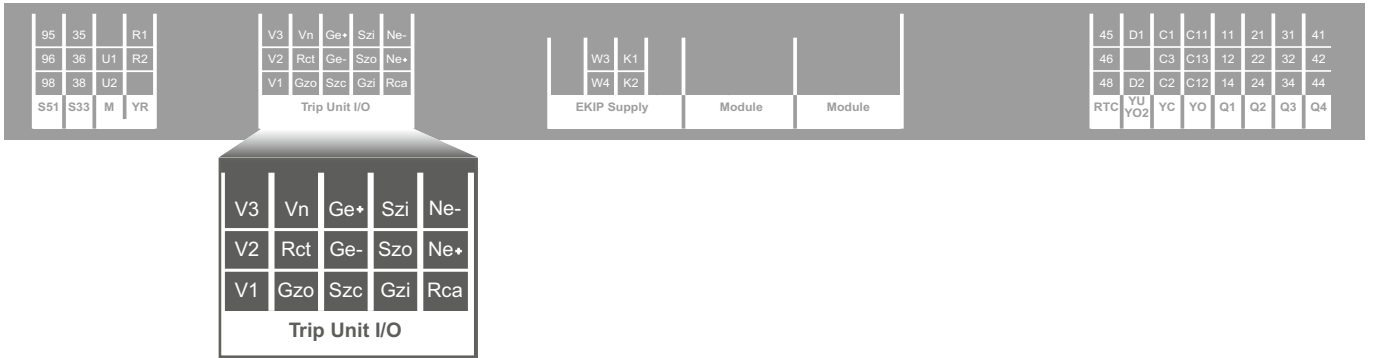 95 35 R1
96 36 U1 R2
98 38 U2
S51 S33 M YR
V3 Vn Ge+ Szi Ne-
V2 Rct Ge- Szo Ne+
V1 Gzo Szc Gzi Rca
Trip Unit I/O
W3 K1
W4 K2
EKIP Supply Module Module
45 D1 C1 C11 11 21 31 41
46 C3 C13 12 22 32 42
48 D2 C2 C12 14 24 34 44
RTC YU YO2 YC YO Q1 Q2 Q3 Q4
V3 Vn Ge+ Szi Ne-
V2 Rct Ge- Szo Ne+
V1 Gzo Szc Gzi Rca
Trip Unit I/O